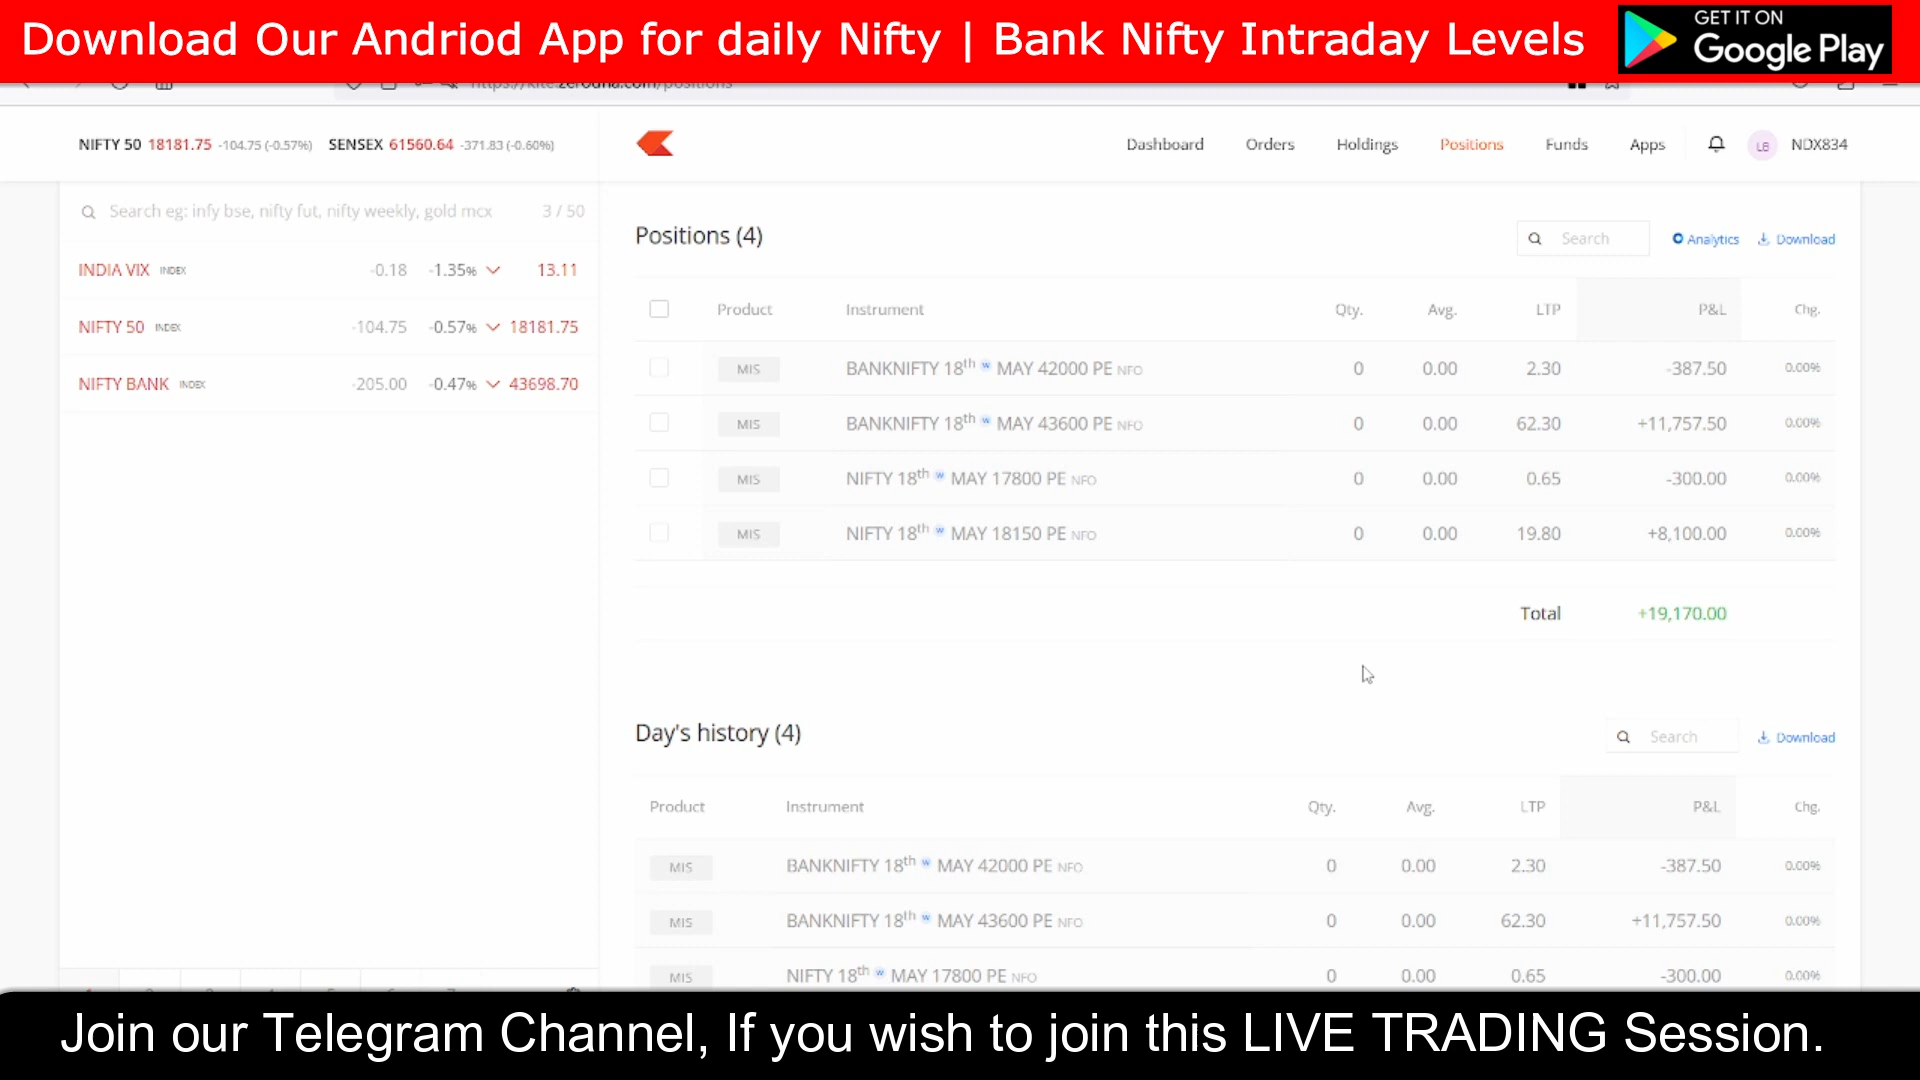 Download Our Andriod App for daily Nifty | Bank Nifty Intraday Levels
GET IT ON
Google Play
https://kite.zerodha.com/positions
NIFTY 50 18181.75 -104.75 (-0.57%) SENSEX 61560.64 -371.83 (-0.60%)
Dashboard Orders Holdings Positions Funds Apps LB NDX834
Search eg: infy bse, nifty fut, nifty weekly, gold mcx 3 / 50
INDIA VIX INDEX -0.18 -1.35% 13.11
NIFTY 50 INDEX -104.75 -0.57% 18181.75
NIFTY BANK INDEX -205.00 -0.47% 43698.70
Positions (4) Search Analytics Download
Product Instrument Qty. Avg. LTP P&L Chg.
MIS BANKNIFTY 18th w MAY 42000 PE NFO 0 0.00 2.30 -387.50 0.00%
MIS BANKNIFTY 18th w MAY 43600 PE NFO 0 0.00 62.30 +11,757.50 0.00%
MIS NIFTY 18th w MAY 17800 PE NFO 0 0.00 0.65 -300.00 0.00%
MIS NIFTY 18th w MAY 18150 PE NFO 0 0.00 19.80 +8,100.00 0.00%
Total +19,170.00
Day's history (4) Search Download
Product Instrument Qty. Avg. LTP P&L Chg.
MIS BANKNIFTY 18th w MAY 42000 PE NFO 0 0.00 2.30 -387.50 0.00%
MIS BANKNIFTY 18th w MAY 43600 PE NFO 0 0.00 62.30 +11,757.50 0.00%
MIS NIFTY 18th w MAY 17800 PE NFO 0 0.00 0.65 -300.00 0.00%
Join our Telegram Channel, If you wish to join this LIVE TRADING Session.